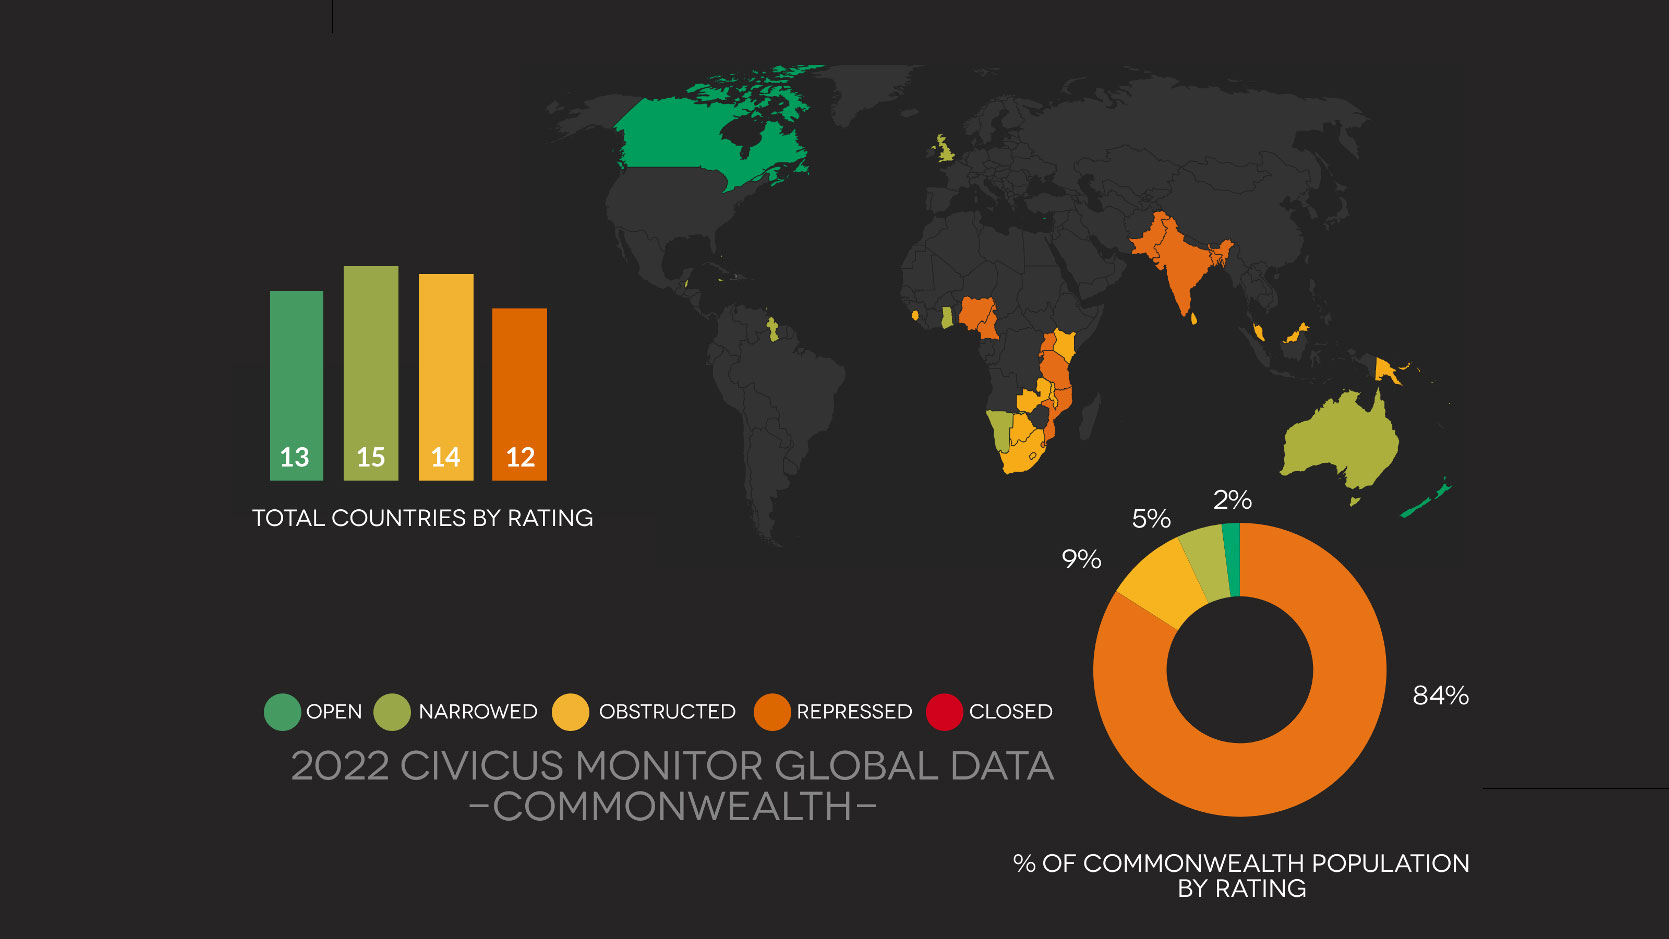 13 15 14 12
TOTAL COUNTRIES BY RATING
2%
5%
9%
84%
OPEN NARROWED OBSTRUCTED REPRESSED CLOSED
2022 CIVICUS MONITOR GLOBAL DATA
–COMMONWEALTH–
% OF COMMONWEALTH POPULATION
BY RATING